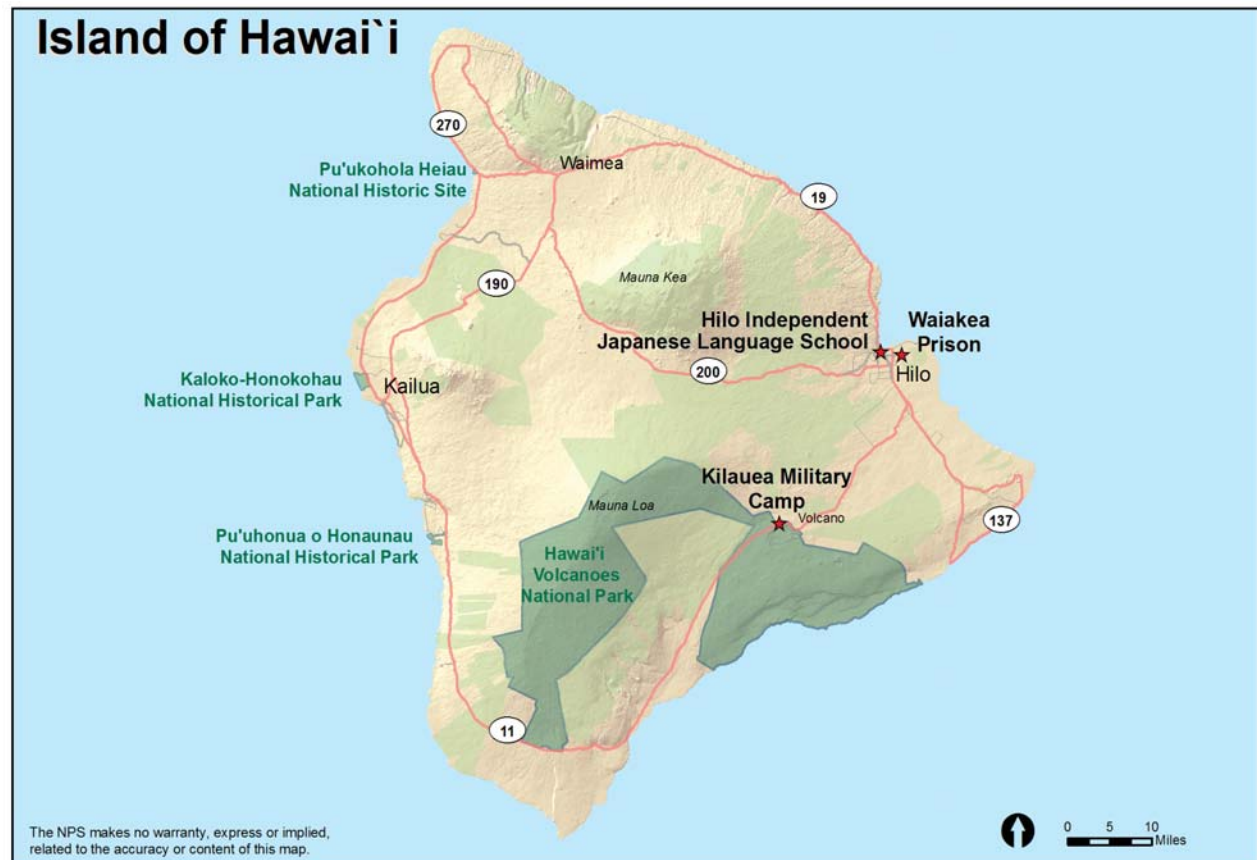 Island of Hawai`i
270
Pu'ukohola Heiau
National Historic Site
Waimea
19
190
Mauna Kea
Hilo Independent
Japanese Language School
Waiakea
Prison
200
Hilo
Kaloko-Honokohau
National Historical Park
Kailua
Kilauea Military
Camp
Volcano
Mauna Loa
137
Pu'uhonua o Honaunau
National Historical Park
Hawai'i
Volcanoes
National Park
11
The NPS makes no warranty, express or implied,
related to the accuracy or content of this map.
0 5 10
Miles